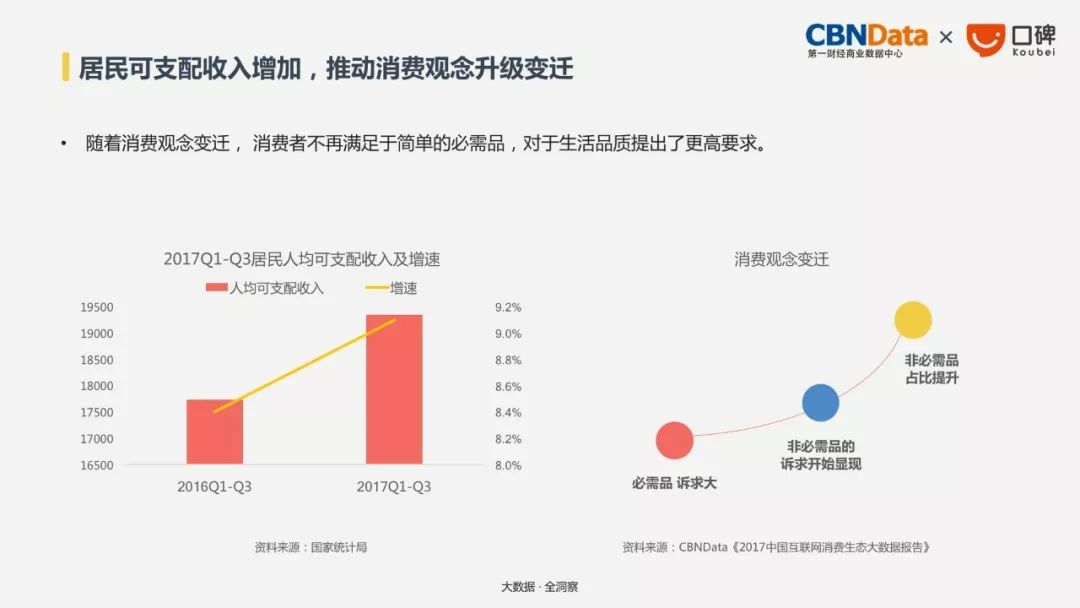 CBNData × 口碑
第一财经商业数据中心 Koubei
居民可支配收入增加，推动消费观念升级变迁
• 随着消费观念变迁， 消费者不再满足于简单的必需品，对于生活品质提出了更高要求。
2017Q1-Q3居民人均可支配收入及增速
人均可支配收入 增速
19500 9.2%
19000 9.0%
18500 8.8%
18000 8.6%
17500 8.4%
17000 8.2%
16500 8.0%
2016Q1-Q3 2017Q1-Q3
资料来源：国家统计局
消费观念变迁
非必需品
占比提升
非必需品的
诉求开始显现
必需品 诉求大
资料来源：CBNData《2017中国互联网消费生态大数据报告》
大数据 · 全洞察